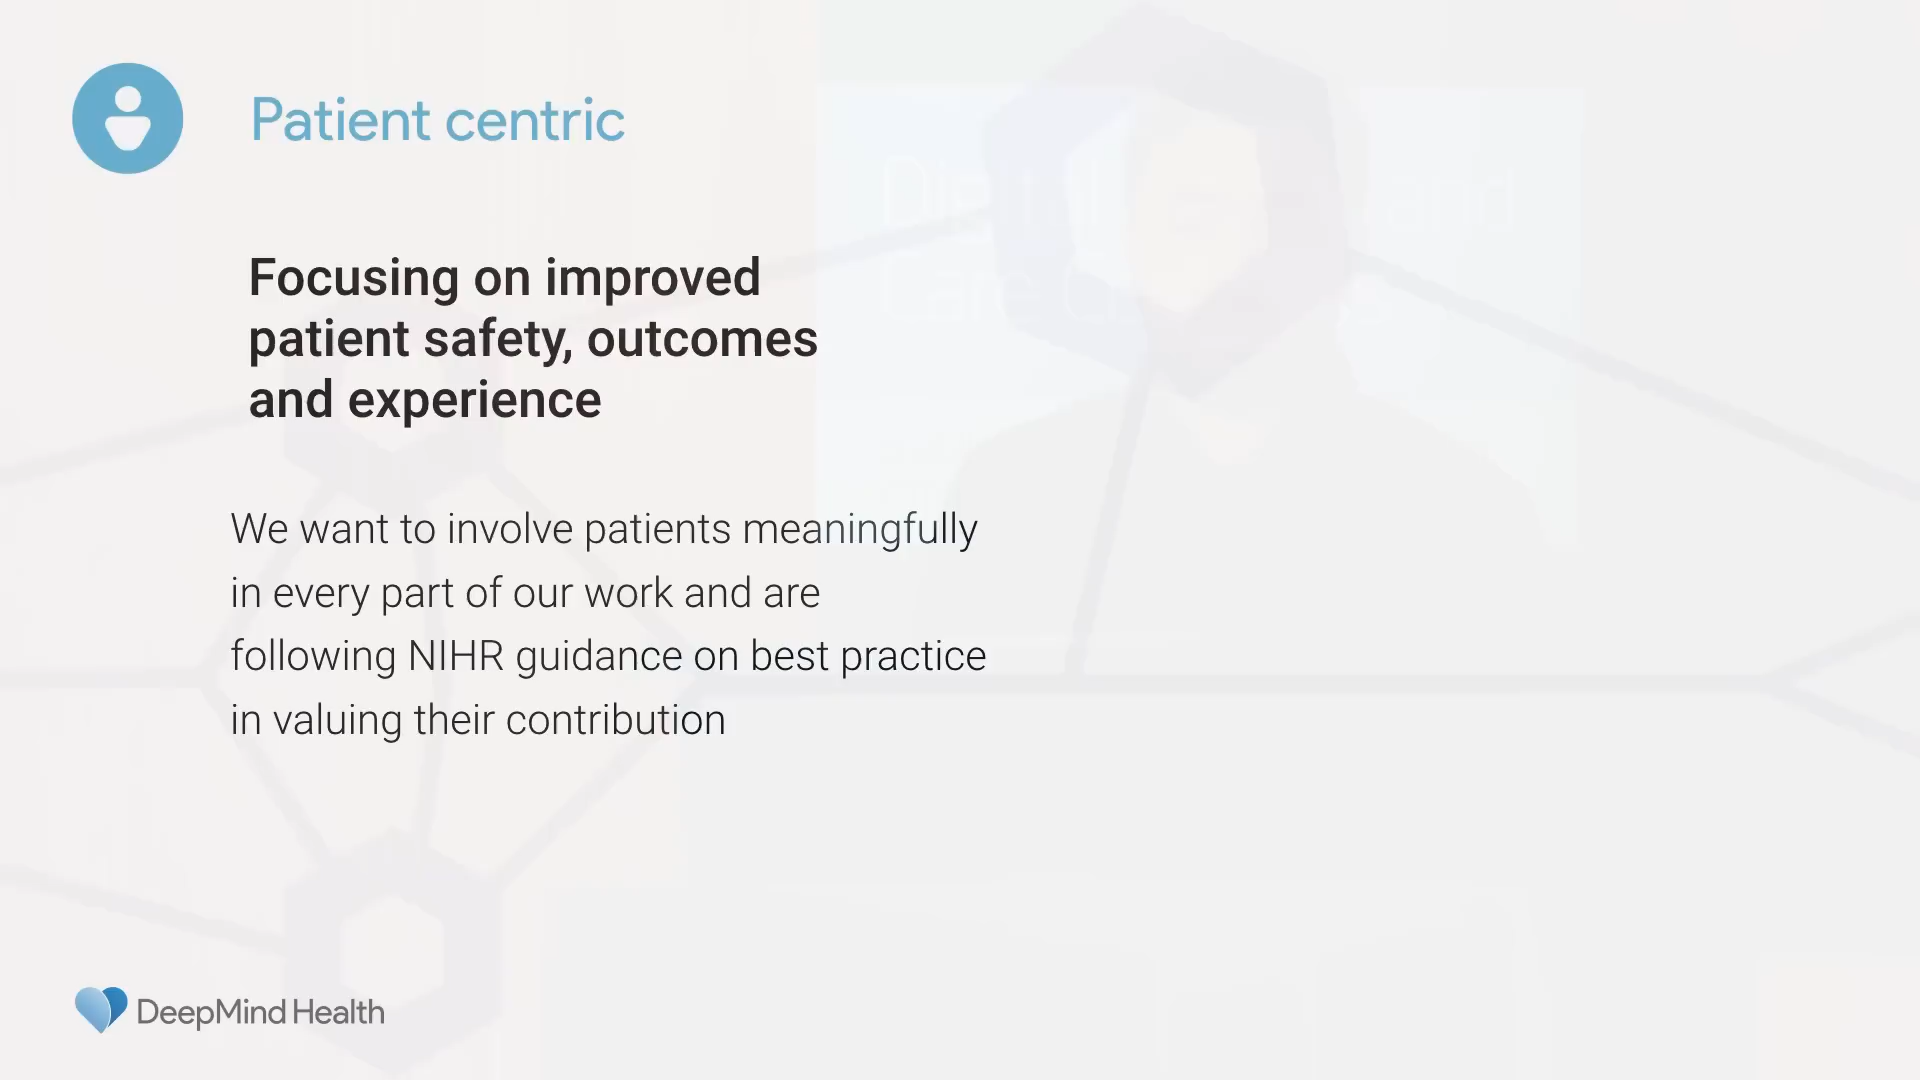 Patient centric
Focusing on improved
patient safety, outcomes
and experience
We want to involve patients meaningfully
in every part of our work and are
following NIHR guidance on best practice
in valuing their contribution
DeepMind Health